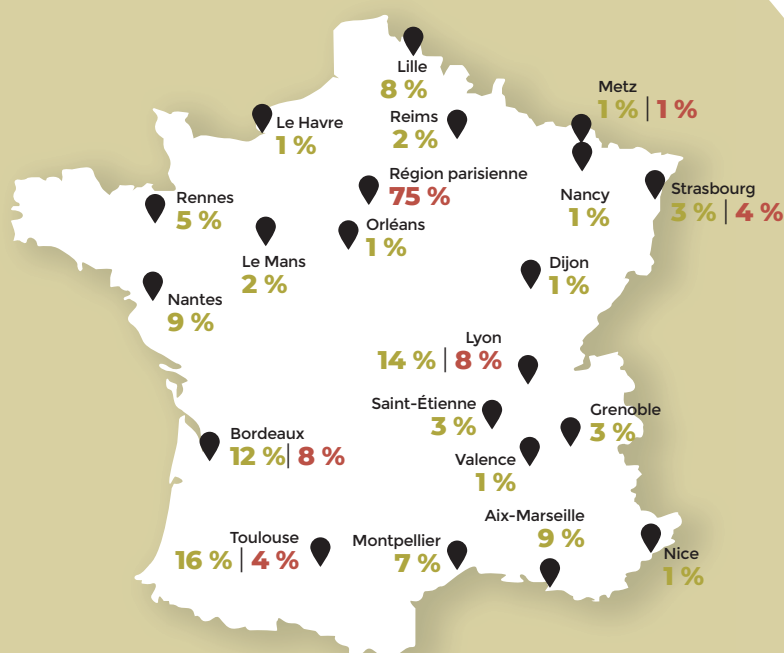 Lille
8 %
Metz
1 % | 1 %
Le Havre
1 %
Reims
2 %
Région parisienne
75 %
Nancy
1 %
Strasbourg
3 % | 4 %
Rennes
5 %
Orléans
1 %
Le Mans
2 %
Dijon
1 %
Nantes
9 %
Lyon
14 % | 8 %
Saint-Étienne
3 %
Grenoble
3 %
Bordeaux
12 % | 8 %
Valence
1 %
Aix-Marseille
9 %
Toulouse
16 % | 4 %
Montpellier
7 %
Nice
1 %